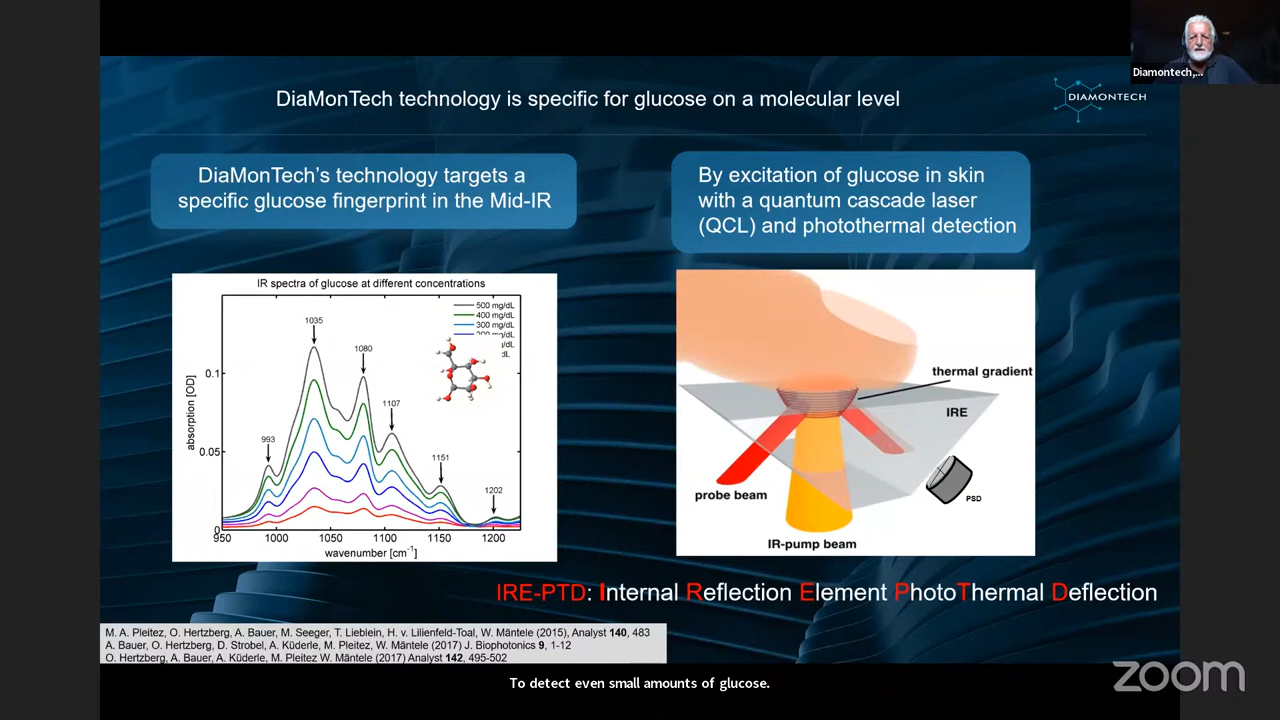 Diamontech,...
DiaMonTech technology is specific for glucose on a molecular level
DIAMONTECH
DiaMonTech's technology targets a
specific glucose fingerprint in the Mid-IR
By excitation of glucose in skin
with a quantum cascade laser
(QCL) and photothermal detection
IR spectra of glucose at different concentrations
500 mg/dL
400 mg/dL
300 mg/dL
200 mg/dL
g/dL
dL
1035
1080
1107
993
1151
1202
0.1
0.05
0
absorption [OD]
950 1000 1050 1100 1150 1200
wavenumber [cm-1]
thermal gradient
IRE
probe beam
PSD
IR-pump beam
IRE-PTD: Internal Reflection Element PhotoThermal Deflection
M. A. Pleitez, O. Hertzberg, A. Bauer, M. Seeger, T. Lieblein, H. v. Lilienfeld-Toal, W. Mäntele (2015), Analyst 140, 483
A. Bauer, O. Hertzberg, D. Strobel, A. Küderle, M. Pleitez, W. Mäntele (2017) J. Biophotonics 9, 1-12
O. Hertzberg, A. Bauer, A. Küderle, M. Pleitez W. Mäntele (2017) Analyst 142, 495-502
zoom
To detect even small amounts of glucose.